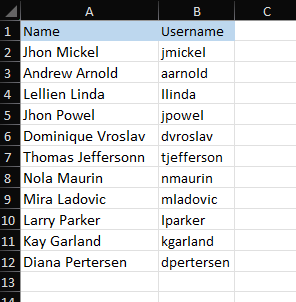 A B C
1 Name Username
2 Jhon Mickel jmickel
3 Andrew Arnold aarnold
4 Lellien Linda llinda
5 Jhon Powel jpowel
6 Dominique Vroslav dvroslav
7 Thomas Jeffersonn tjefferson
8 Nola Maurin nmaurin
9 Mira Ladovic mladovic
10 Larry Parker lparker
11 Kay Garland kgarland
12 Diana Pertersen dpertersen
13
14